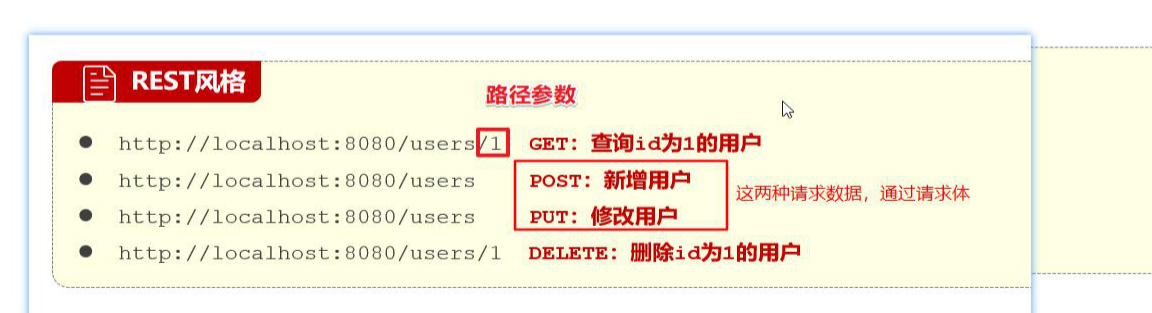 REST风格
路径参数
http://localhost:8080/users/1 GET：查询id为1的用户
http://localhost:8080/users POST：新增用户
这两种请求数据，通过请求体
http://localhost:8080/users PUT：修改用户
http://localhost:8080/users/1 DELETE：删除id为1的用户